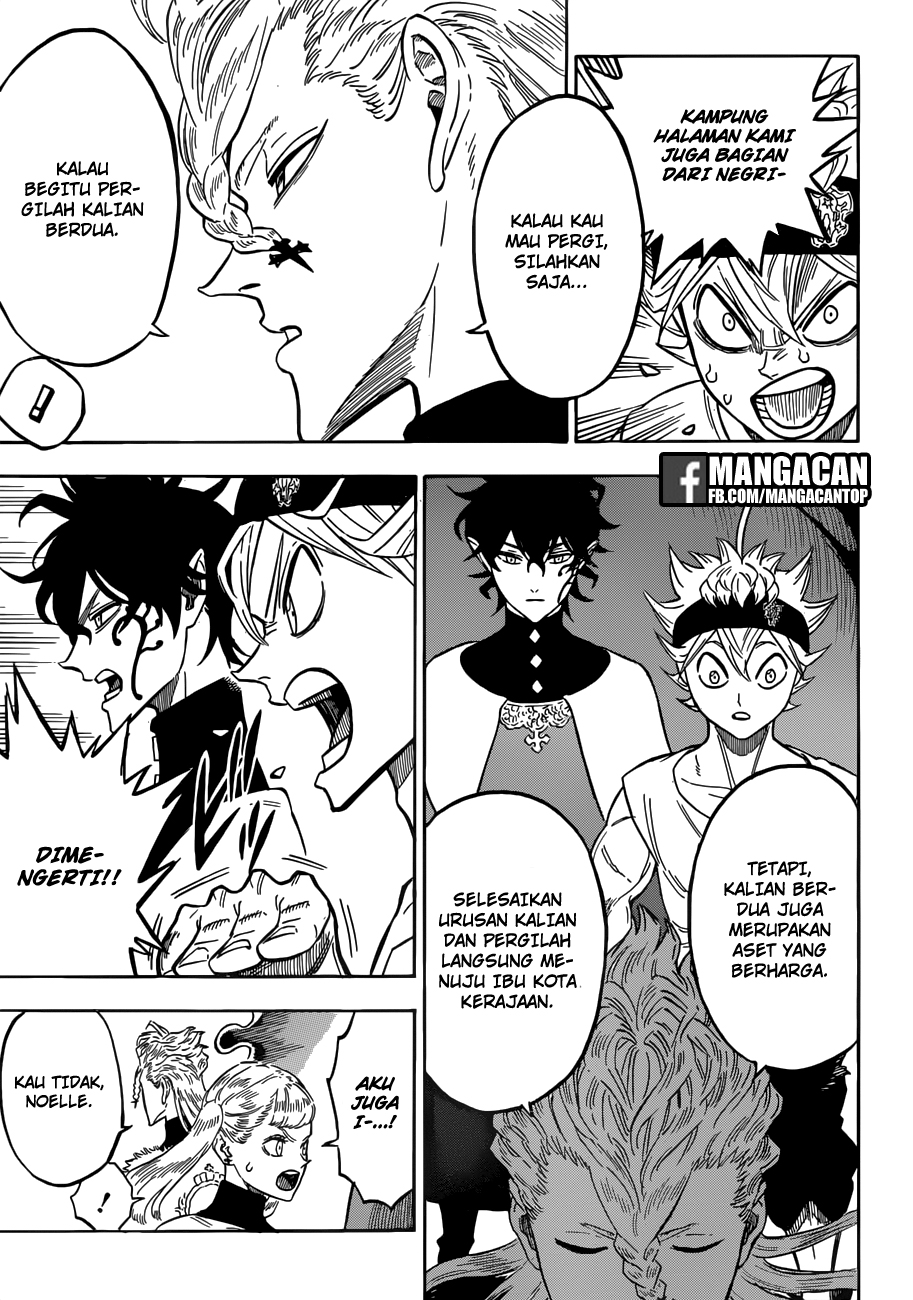 KAMPUNG
HALAMAN KAMI
JUGA BAGIAN
DARI NEGRI-
KALAU KAU
MAU PERGI,
SILAHKAN
SAJA...
KALAU
BEGITU PER-
GILAH KALIAN
BERDUA.
!
MANGACAN
FB.COM/MANGACANTOP
TETAPI,
KALIAN BER-
DUA JUGA
MERUPAKAN
ASET YANG
BERHARGA.
SELESAIKAN
URUSAN KALIAN
DAN PERGILAH
LANGSUNG ME-
NUJU IBU KOTA
KERAJAAN.
DIME-
NGERTI!!
AKU
JUGA
I-...!
KAU TIDAK,
NOELLE.
!